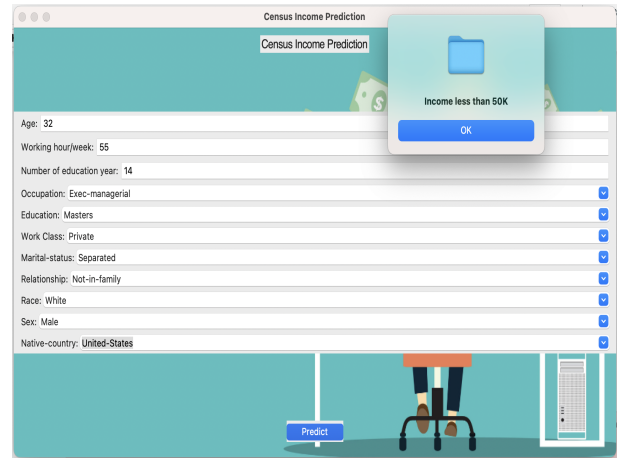 Census Income Prediction
Census Income Prediction
Income less than 50K
OK
Age: 32
Working hour/week: 55
Number of education year: 14
Occupation: Exec-managerial
Education: Masters
Work Class: Private
Marital-status: Separated
Relationship: Not-in-family
Race: White
Sex: Male
Native-country: United-States
Predict